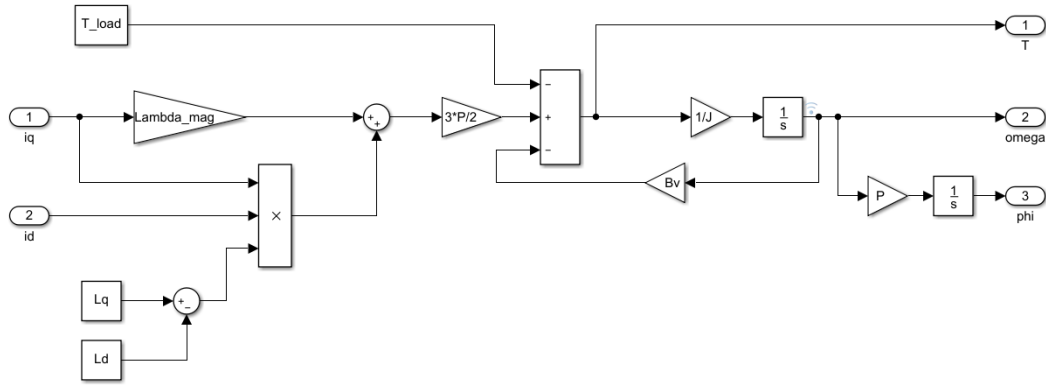 T_load
1
T
1
iq
Lambda_mag
+
+
3*P/2
−
+
−
1/J
1
s
2
omega
Bv
P
1
s
3
phi
2
id
×
Lq
+
−
Ld